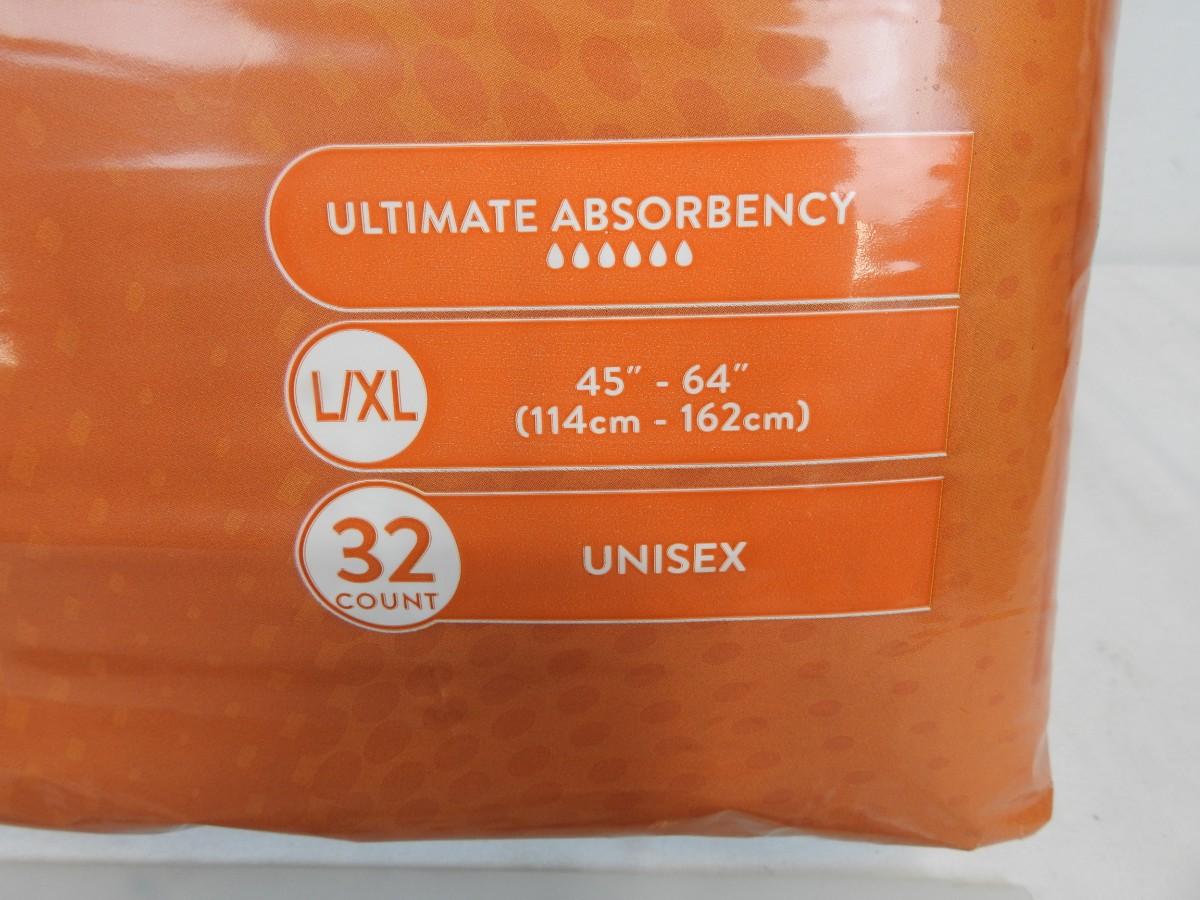 ULTIMATE ABSORBENCY
L/XL
45" - 64"
(114cm - 162cm)
32
COUNT
UNISEX